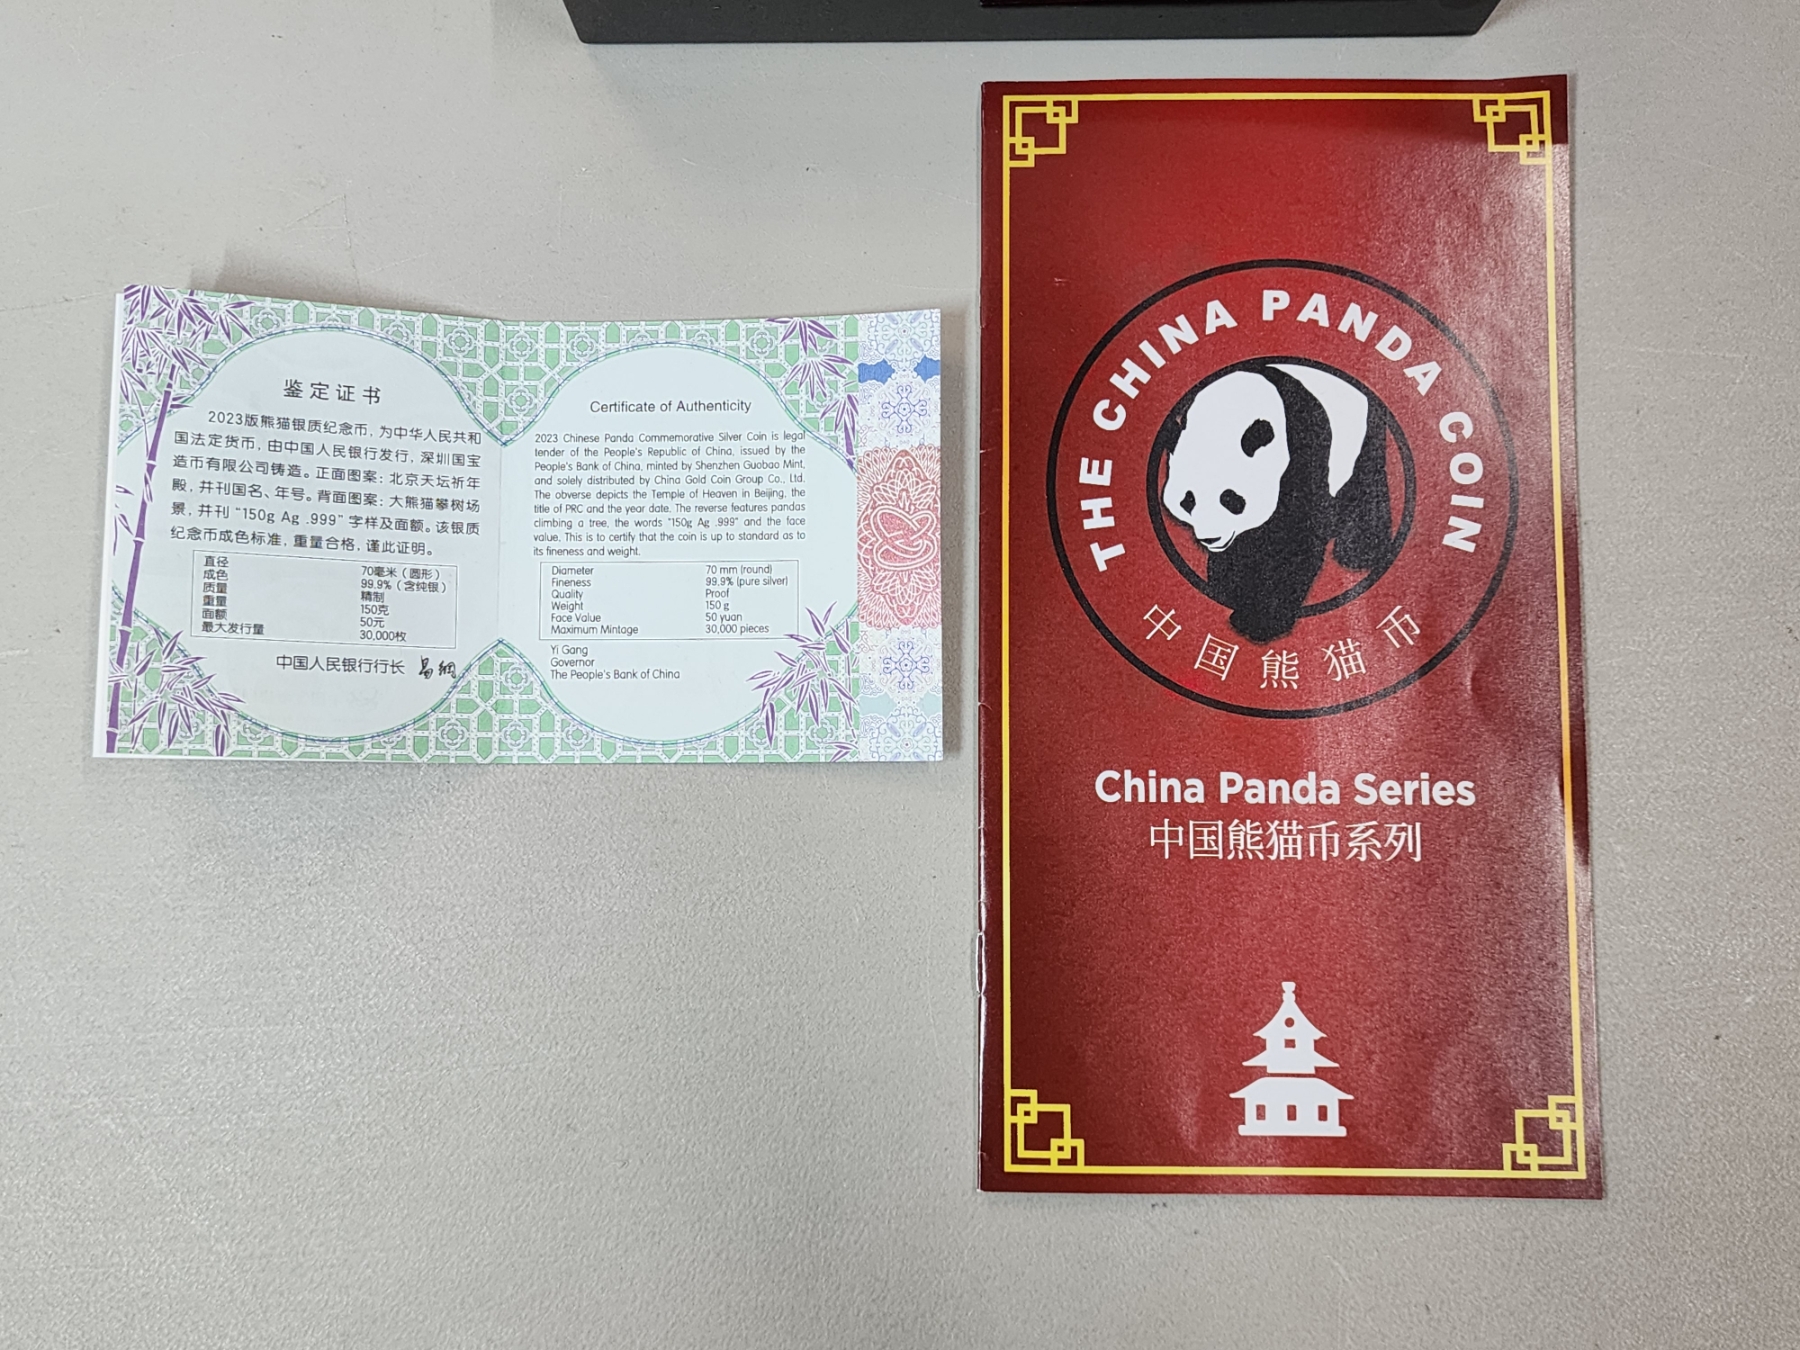 鉴定证书
2023版熊猫银质纪念币，为中华人民共和
国法定货币，由中国人民银行发行，深圳国宝
造币有限公司铸造。正面图案：北京天坛祈年
殿，并刊国名、年号。背面图案：大熊猫攀树场
景，并刊“150g Ag .999”字样及面额。该银质
纪念币成色标准，重量合格，谨此证明。
直径 70毫米（圆形）
成色 99.9%（含纯银）
质量 精制
重量 150克
面额 50元
最大发行量 30,000枚
中国人民银行行长 易纲
Certificate of Authenticity
2023 Chinese Panda Commemorative Silver Coin is legal
tender of the People's Republic of China, issued by the
People's Bank of China, minted by Shenzhen Guobao Mint,
and solely distributed by China Gold Coin Group Co., Ltd.
The obverse depicts the Temple of Heaven in Beijing, the
title of PRC and the year date. The reverse features pandas
climbing a tree, the words "150g Ag .999" and the face
value. This is to certify that the coin is up to standard as to
its fineness and weight.
Diameter 70 mm (round)
Fineness 99.9% (pure silver)
Quality Proof
Weight 150 g
Face Value 50 yuan
Maximum Mintage 30,000 pieces
Yi Gang
Governor
The People's Bank of China
THE CHINA PANDA COIN
中国熊猫币
China Panda Series
中国熊猫币系列